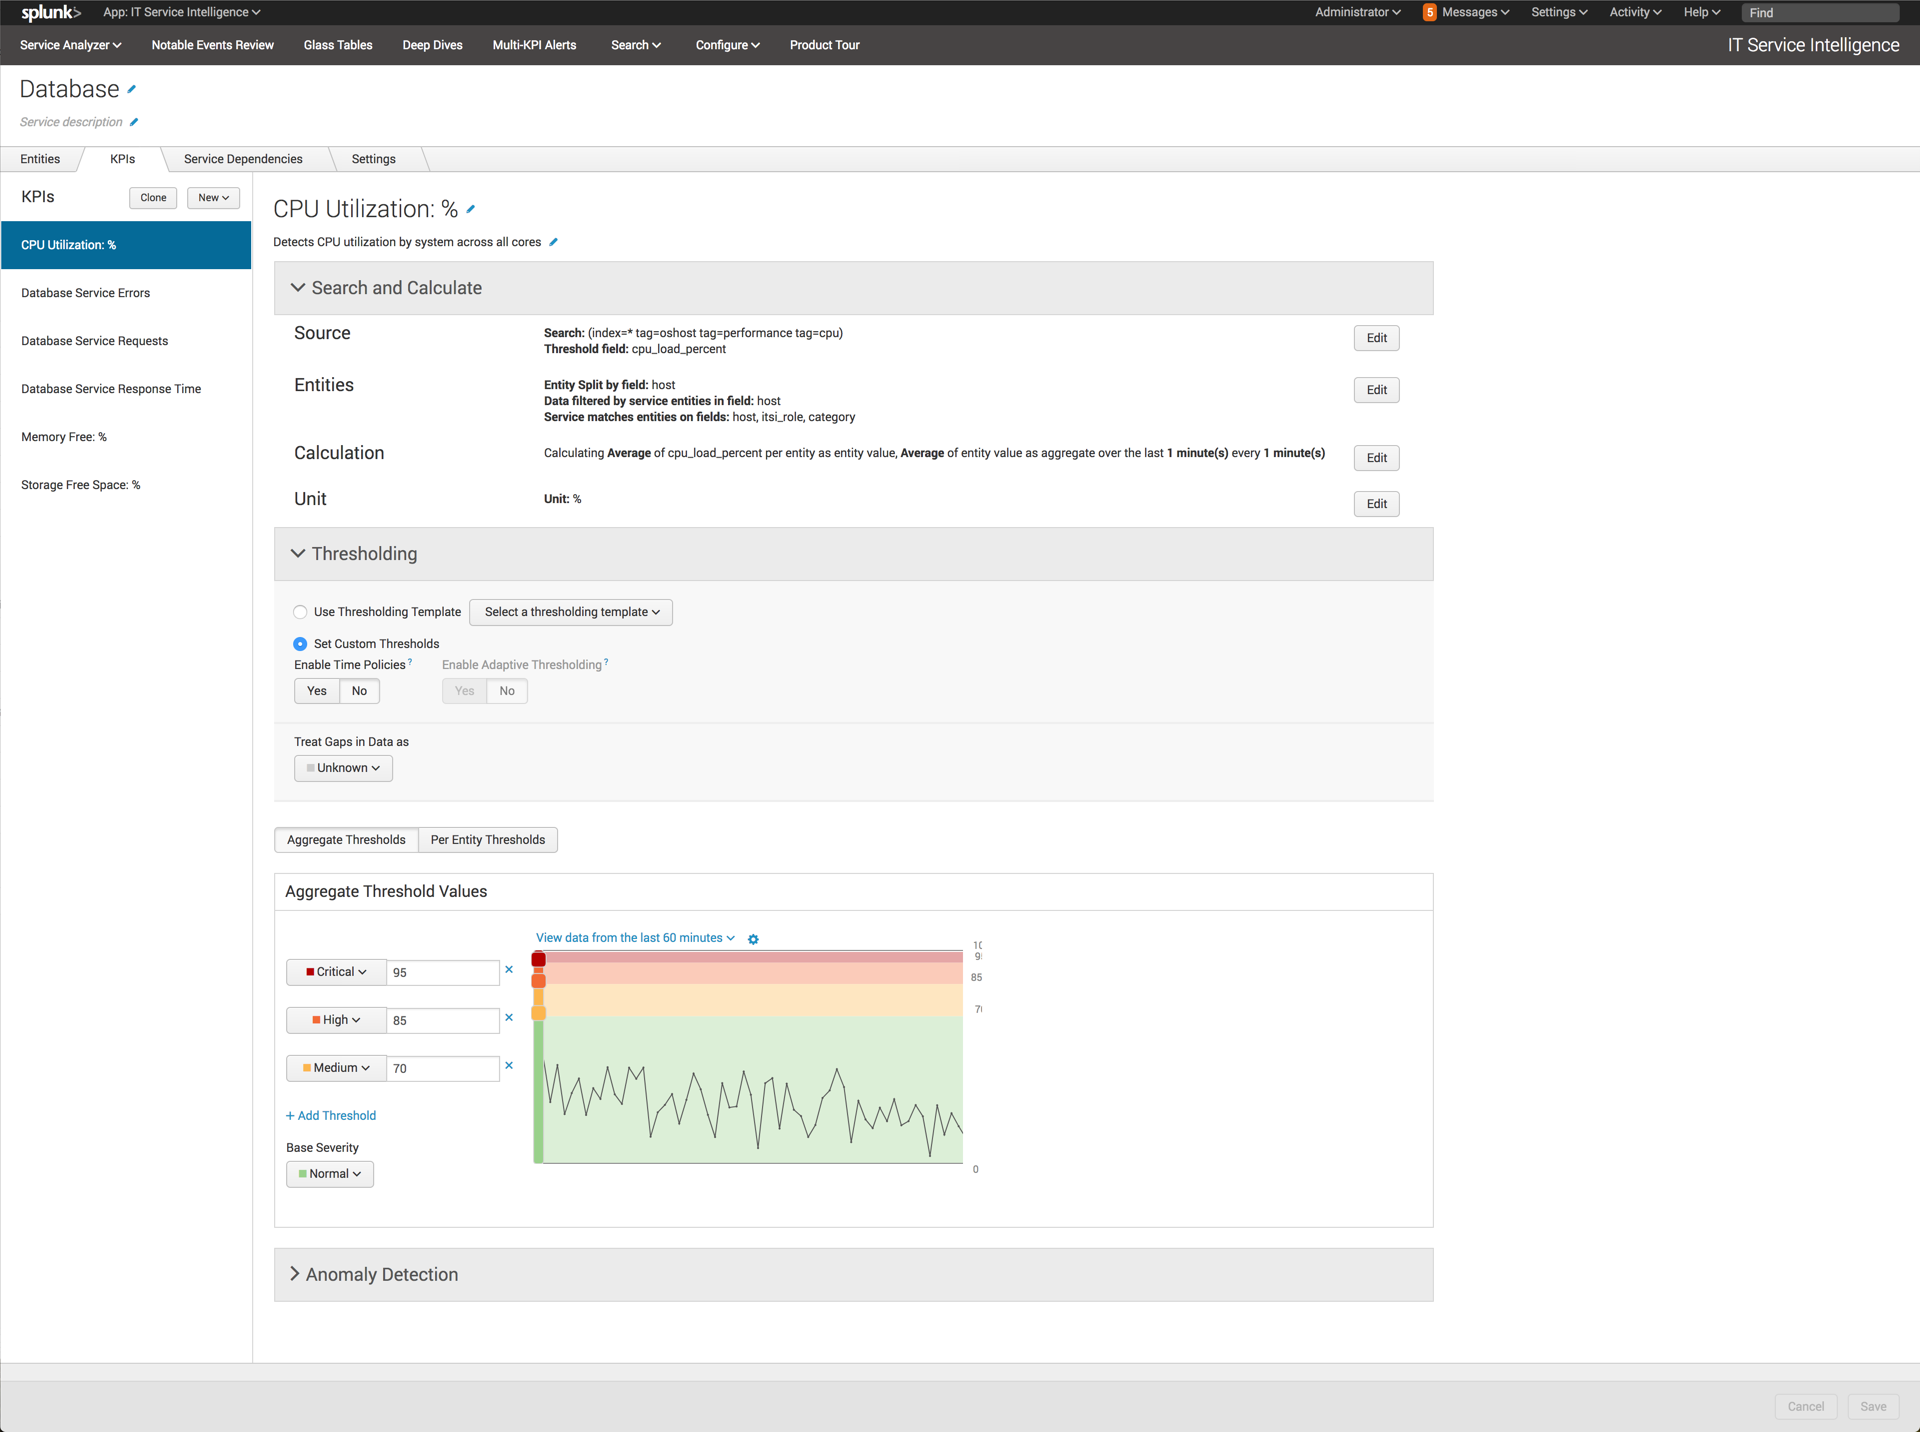 splunk> App: IT Service Intelligence Administrator 5 Messages Settings Activity Help Find
Service Analyzer Notable Events Review Glass Tables Deep Dives Multi-KPI Alerts Search Configure Product Tour IT Service Intelligence
Database
Service description
Entities KPIs Service Dependencies Settings
KPIs Clone New
CPU Utilization: %
Database Service Errors
Database Service Requests
Database Service Response Time
Memory Free: %
Storage Free Space: %
CPU Utilization: %
Detects CPU utilization by system across all cores
Search and Calculate
Source
Search: (index=* tag=oshost tag=performance tag=cpu)
Threshold field: cpu_load_percent
Edit
Entities
Entity Split by field: host
Data filtered by service entities in field: host
Service matches entities on fields: host, itsi_role, category
Edit
Calculation
Calculating Average of cpu_load_percent per entity as entity value, Average of entity value as aggregate over the last 1 minute(s) every 1 minute(s)
Edit
Unit
Unit: %
Edit
Thresholding
Use Thresholding Template Select a thresholding template
Set Custom Thresholds
Enable Time Policies ? Enable Adaptive Thresholding ?
Yes No Yes No
Treat Gaps in Data as
Unknown
Aggregate Thresholds Per Entity Thresholds
Aggregate Threshold Values
View data from the last 60 minutes
Critical 95
High 85
Medium 70
+ Add Threshold
Base Severity
Normal
85
0
Anomaly Detection
Cancel Save